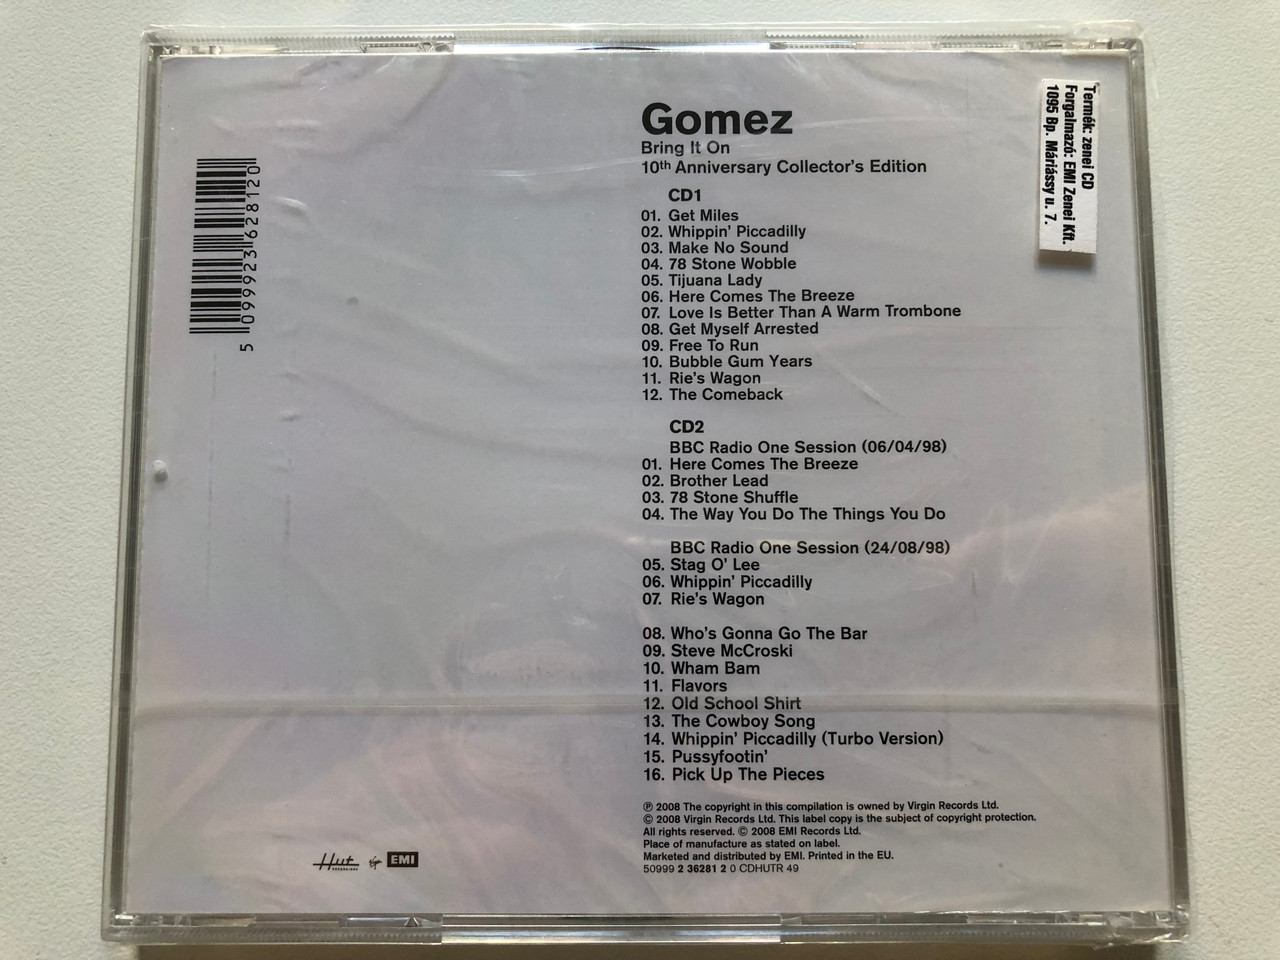 Gomez
Bring It On
10th Anniversary Collector's Edition
CD1
01. Get Miles
02. Whippin' Piccadilly
03. Make No Sound
04. 78 Stone Wobble
05. Tijuana Lady
06. Here Comes The Breeze
07. Love Is Better Than A Warm Trombone
08. Get Myself Arrested
09. Free To Run
10. Bubble Gum Years
11. Rie's Wagon
12. The Comeback
CD2
BBC Radio One Session (06/04/98)
01. Here Comes The Breeze
02. Brother Lead
03. 78 Stone Shuffle
04. The Way You Do The Things You Do
BBC Radio One Session (24/08/98)
05. Stag O' Lee
06. Whippin' Piccadilly
07. Rie's Wagon
08. Who's Gonna Go The Bar
09. Steve McCroski
10. Wham Bam
11. Flavors
12. Old School Shirt
13. The Cowboy Song
14. Whippin' Piccadilly (Turbo Version)
15. Pussyfootin'
16. Pick Up The Pieces
℗ 2008 The copyright in this compilation is owned by Virgin Records Ltd.
© 2008 Virgin Records Ltd. This label copy is the subject of copyright protection.
All rights reserved. © 2008 EMI Records Ltd.
Place of manufacture as stated on label.
Marketed and distributed by EMI. Printed in the EU.
50999 2 36281 2 0 CDHUTR 49
5 099923 628120
Termék: zenei CD
Forgalmazó: EMI Zenei Kft.
1095 Bp. Máriássy u. 7.
Hut
RECORDINGS
Virgin
EMI